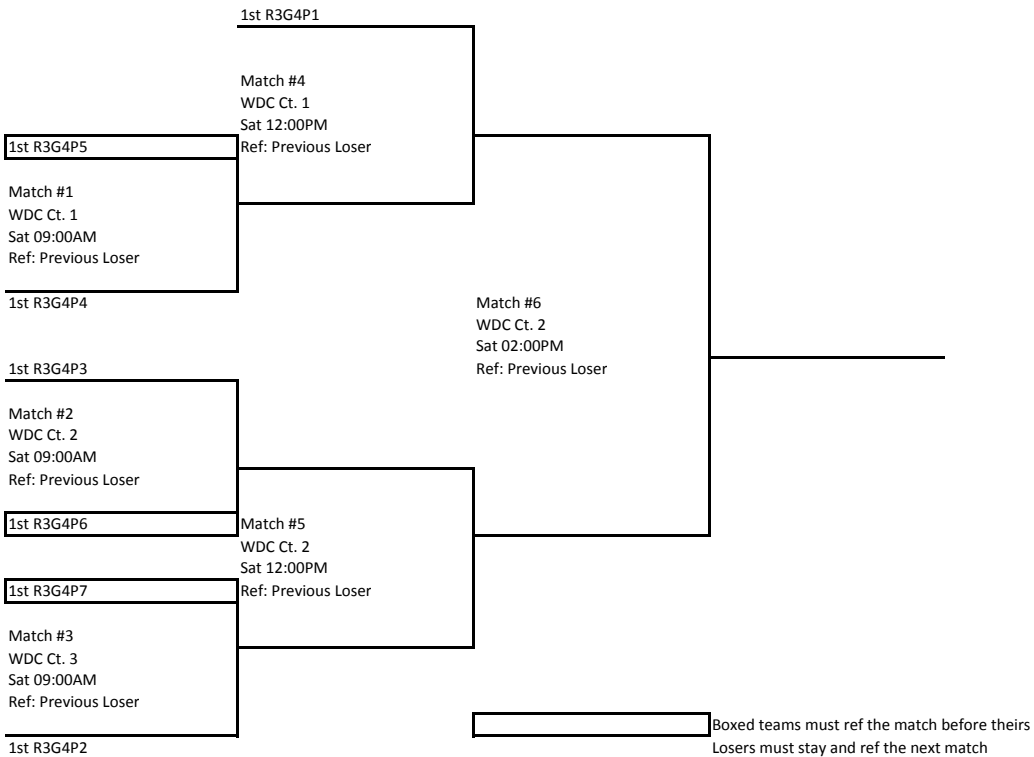 1st R3G4P1
Match #4
WDC Ct. 1
Sat 12:00PM
Ref: Previous Loser
1st R3G4P5
Match #1
WDC Ct. 1
Sat 09:00AM
Ref: Previous Loser
1st R3G4P4
Match #6
WDC Ct. 2
Sat 02:00PM
Ref: Previous Loser
1st R3G4P3
Match #2
WDC Ct. 2
Sat 09:00AM
Ref: Previous Loser
1st R3G4P6
Match #5
WDC Ct. 2
Sat 12:00PM
Ref: Previous Loser
1st R3G4P7
Match #3
WDC Ct. 3
Sat 09:00AM
Ref: Previous Loser
1st R3G4P2
Boxed teams must ref the match before theirs
Losers must stay and ref the next match